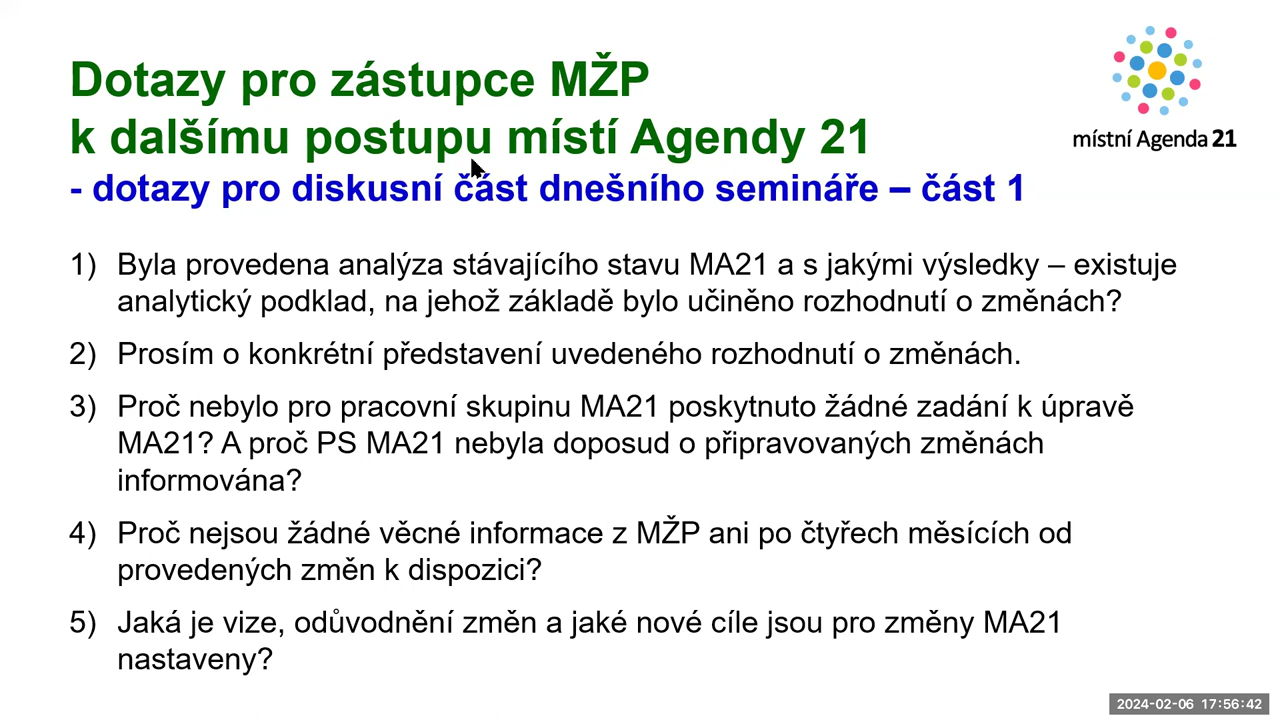 Dotazy pro zástupce MŽP
k dalšímu postupu místí Agendy 21
- dotazy pro diskusní část dnešního semináře – část 1
místní Agenda 21
1) Byla provedena analýza stávajícího stavu MA21 a s jakými výsledky – existuje
analytický podklad, na jehož základě bylo učiněno rozhodnutí o změnách?
2) Prosím o konkrétní představení uvedeného rozhodnutí o změnách.
3) Proč nebylo pro pracovní skupinu MA21 poskytnuto žádné zadání k úpravě
MA21? A proč PS MA21 nebyla doposud o připravovaných změnách
informována?
4) Proč nejsou žádné věcné informace z MŽP ani po čtyřech měsících od
provedených změn k dispozici?
5) Jaká je vize, odůvodnění změn a jaké nové cíle jsou pro změny MA21
nastaveny?
2024-02-06 17:56:42